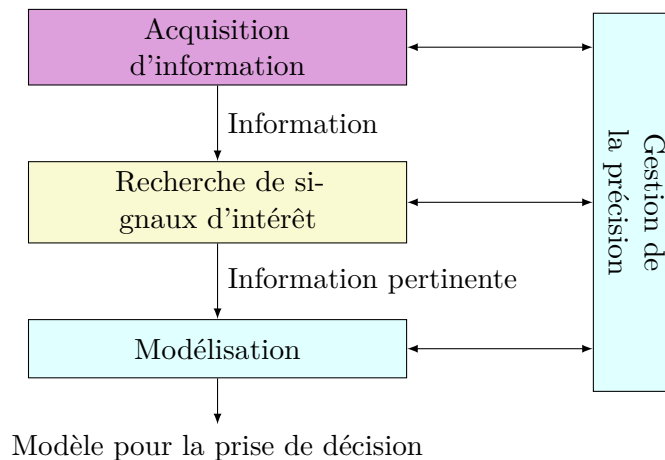 Acquisition
d'information
Information
Recherche de si-
gnaux d'intérêt
Information pertinente
Modélisation
Modèle pour la prise de décision
Gestion de
la précision